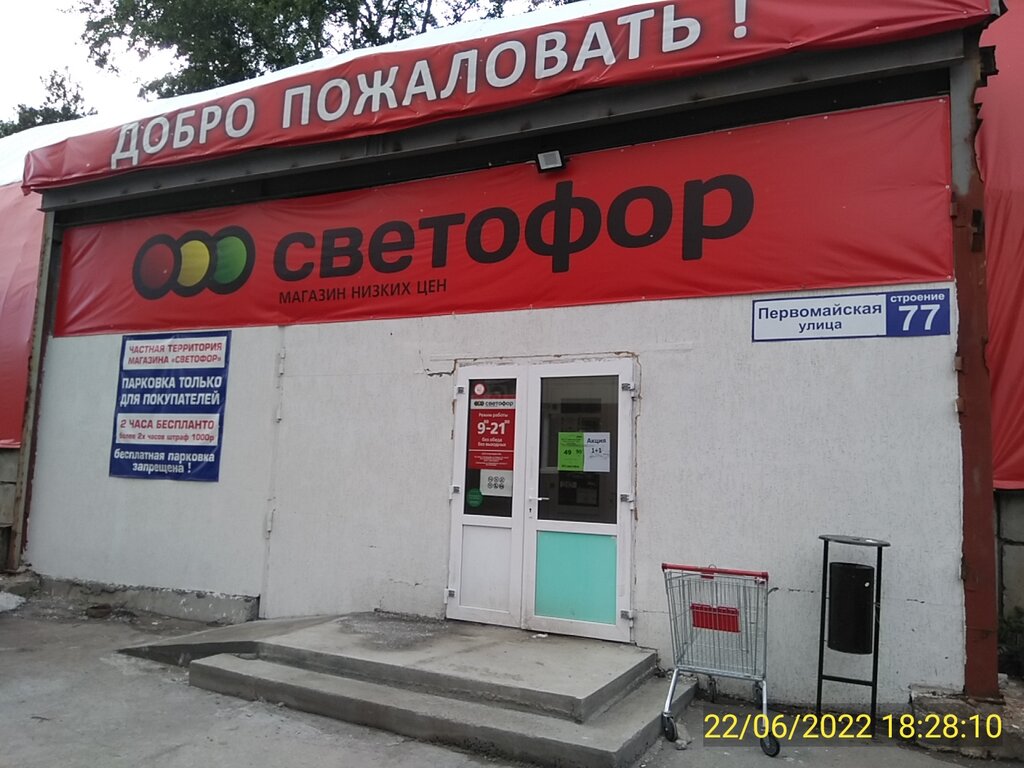 ДОБРО ПОЖАЛОВАТЬ !
светофор
МАГАЗИН НИЗКИХ ЦЕН
Первомайская
улица
строение
77
ЧАСТНАЯ ТЕРРИТОРИЯ
МАГАЗИНА «СВЕТОФОР»
ПАРКОВКА ТОЛЬКО
ДЛЯ ПОКУПАТЕЛЕЙ
2 ЧАСА БЕСПЛАНТО
более 2х часов штраф 1000р
бесплатная парковка
запрещена !
светофор
Режим работы
9-21
без обеда
без выходных
49
Акция
1+1
22/06/2022 18:28:10